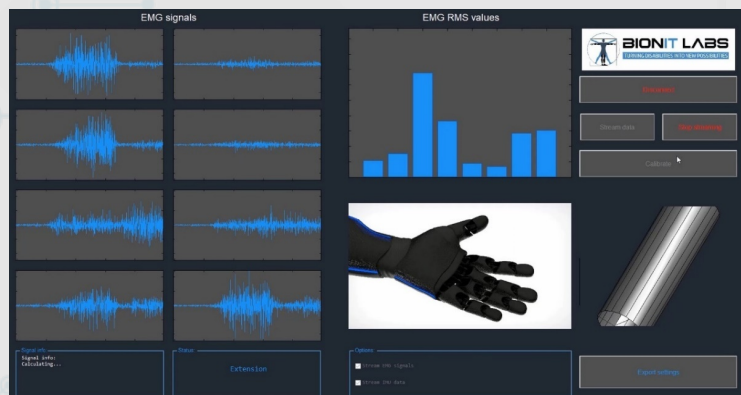 EMG signals
EMG RMS values
BIONIT LABS
TURNING DISABILITIES INTO NEW POSSIBILITIES
Stream data
Stop streaming
Calibrate
Signal info
Signal info:
Calculating...
Status
Extension
Options
Stream EMG signals
Stream IMU data
Export settings